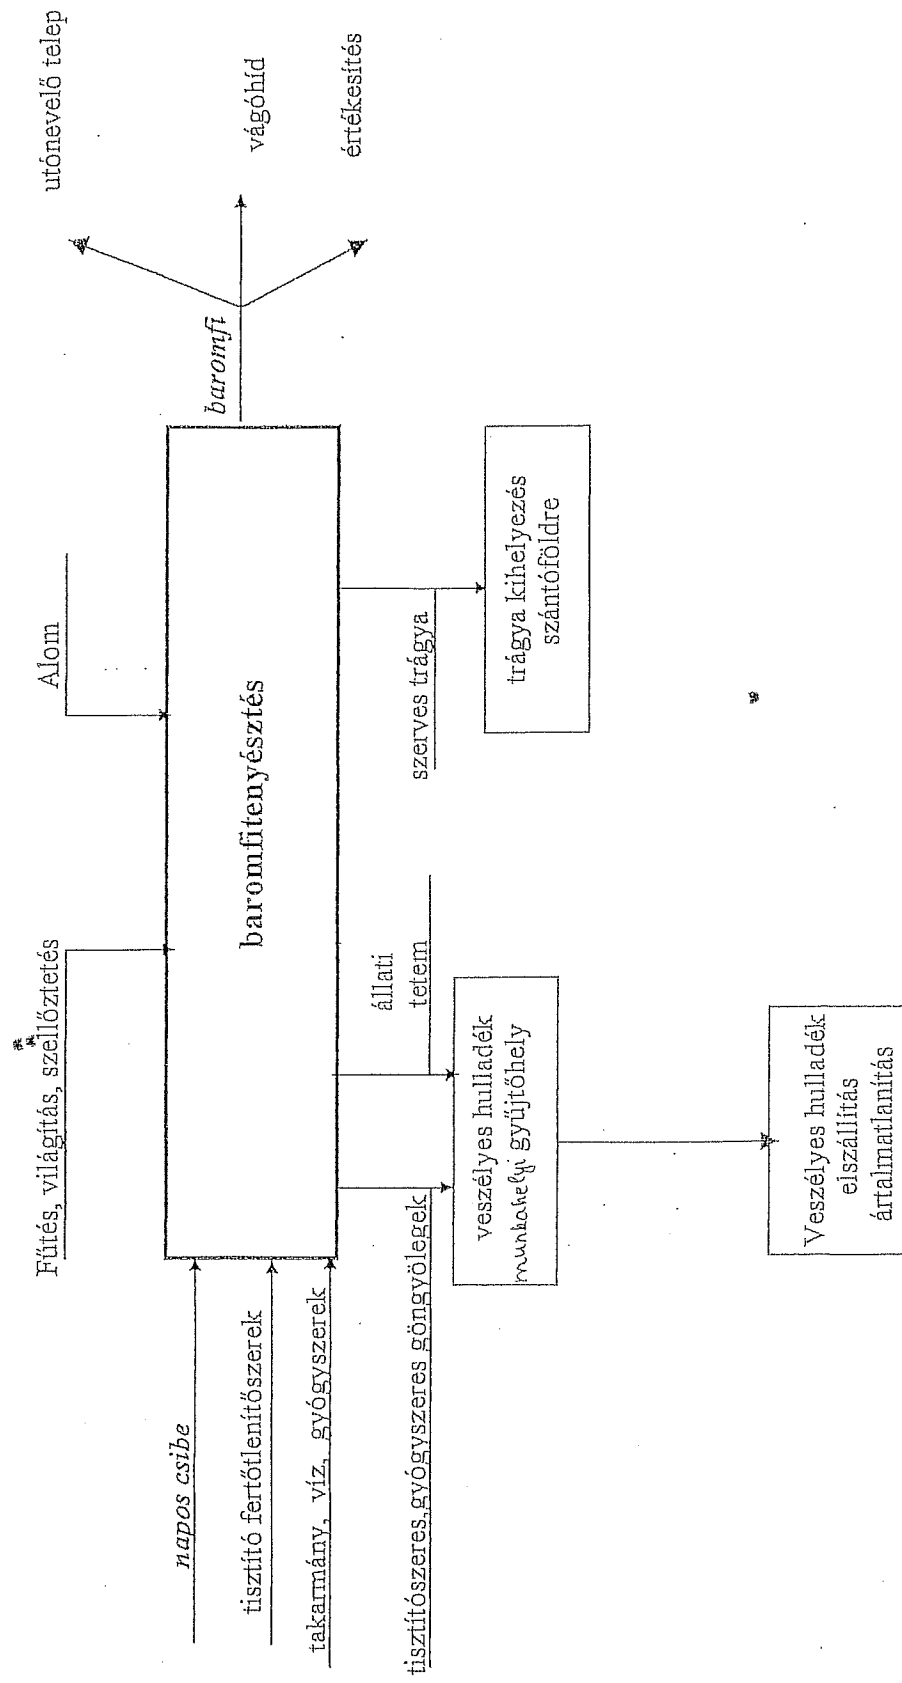 Fűtés, világítás, szellőztetés
Alom
utónevelő telep
napos csibe
tisztító fertőtlenítőszerek
takarmány, víz, gyógyszerek
baromfitenyésztés
baromfi
vágóhíd
értékesítés
tisztítószeres,gyógyszeres göngyölegek
állati
tetem
szerves trágya
veszélyes hulladék
munkahelyi gyűjtőhely
trágya kihelyezés
szántóföldre
Veszélyes hulladék
elszállítás
ártalmatlanítás